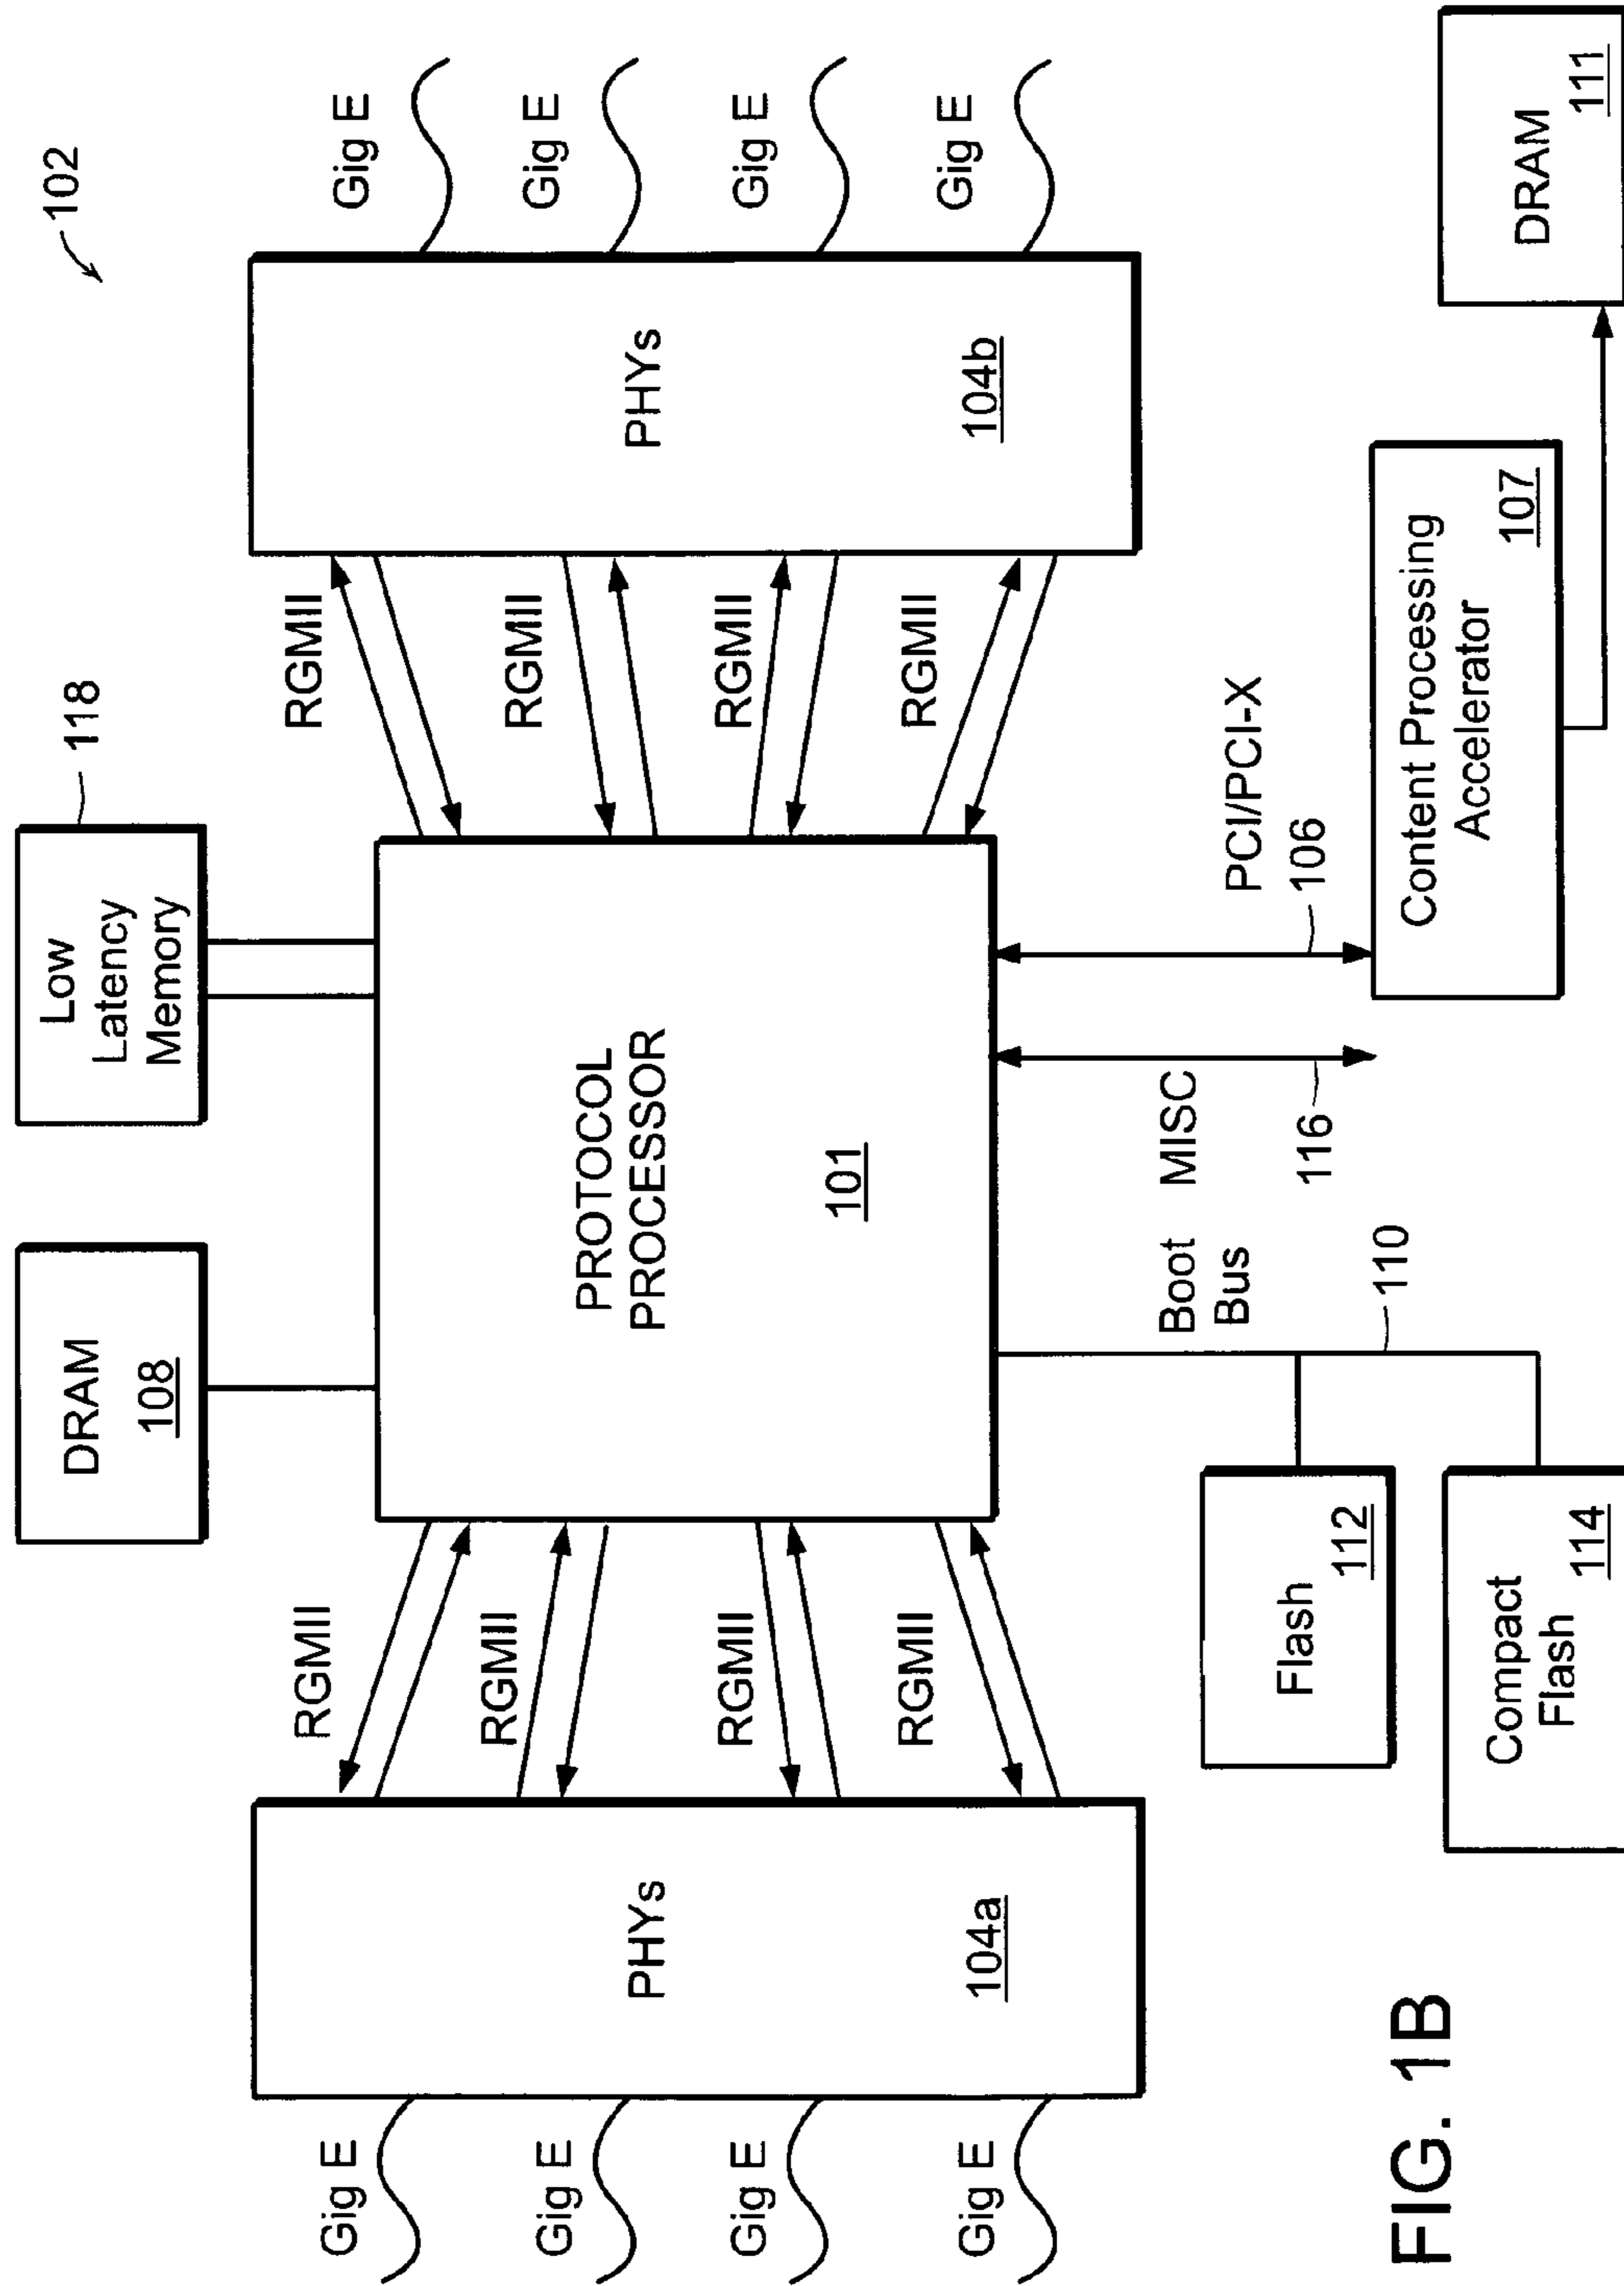 102
DRAM
108
Low
Latency
Memory
118
Gig E
Gig E
Gig E
Gig E
PHYs
104a
RGMII
RGMII
RGMII
RGMII
PROTOCOL
PROCESSOR
101
RGMII
RGMII
RGMII
RGMII
PHYs
104b
Gig E
Gig E
Gig E
Gig E
Boot
Bus
110
MISC
116
PCI/PCI-X
106
Flash
112
Compact
Flash
114
Content Processing
Accelerator
107
DRAM
111
FIG. 1B